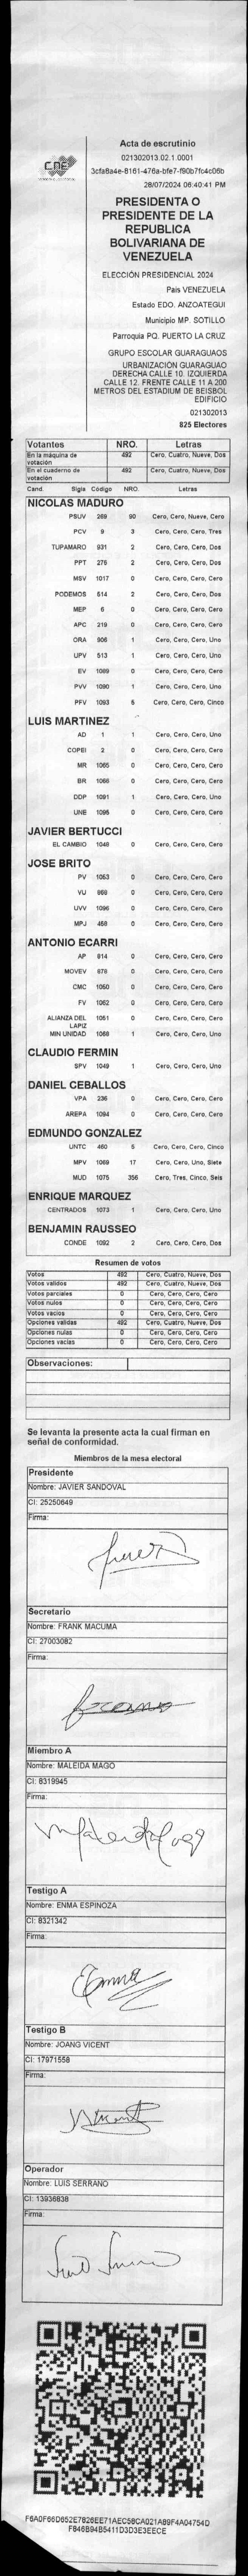 CNE
Acta de escrutinio
021302013.02.1.0001
3cfa8a4e-8161-476a-bfe7-f90b7fc4c06b
28/07/2024 06:40:41 PM
PRESIDENTA O
PRESIDENTE DE LA
REPUBLICA
BOLIVARIANA DE
VENEZUELA
ELECCIÓN PRESIDENCIAL 2024
País VENEZUELA
Estado EDO. ANZOATEGUI
Municipio MP. SOTILLO
Parroquia PQ. PUERTO LA CRUZ
GRUPO ESCOLAR GUARAGUAOS
URBANIZACIÓN GUARAGUAO
DERECHA CALLE 10. IZQUIERDA
CALLE 12. FRENTE CALLE 11 A 200
METROS DEL ESTADIUM DE BEISBOL
EDIFICIO
021302013
825 Electores
Votantes NRO. Letras
En la máquina de votación 492 Cero, Cuatro, Nueve, Dos
En el cuaderno de votación 492 Cero, Cuatro, Nueve, Dos
Cand. Sigla Código NRO. Letras
NICOLAS MADURO
PSUV 269 90 Cero, Cero, Nueve, Cero
PCV 9 3 Cero, Cero, Cero, Tres
TUPAMARO 931 2 Cero, Cero, Cero, Dos
PPT 275 2 Cero, Cero, Cero, Dos
MSV 1017 0 Cero, Cero, Cero, Cero
PODEMOS 514 2 Cero, Cero, Cero, Dos
MEP 6 0 Cero, Cero, Cero, Cero
APC 219 0 Cero, Cero, Cero, Cero
ORA 906 1 Cero, Cero, Cero, Uno
UPV 513 1 Cero, Cero, Cero, Uno
EV 1089 0 Cero, Cero, Cero, Cero
PVV 1090 1 Cero, Cero, Cero, Uno
PFV 1093 5 Cero, Cero, Cero, Cinco
LUIS MARTINEZ
AD 1 1 Cero, Cero, Cero, Uno
COPEI 2 0 Cero, Cero, Cero, Cero
MR 1065 0 Cero, Cero, Cero, Cero
BR 1068 0 Cero, Cero, Cero, Cero
DDP 1091 1 Cero, Cero, Cero, Uno
UNE 1095 0 Cero, Cero, Cero, Cero
JAVIER BERTUCCI
EL CAMBIO 1048 0 Cero, Cero, Cero, Cero
JOSE BRITO
PV 1053 0 Cero, Cero, Cero, Cero
VU 959 0 Cero, Cero, Cero, Cero
UVV 1096 0 Cero, Cero, Cero, Cero
MPJ 458 0 Cero, Cero, Cero, Cero
ANTONIO ECARRI
AP 814 0 Cero, Cero, Cero, Cero
MOVEV 878 0 Cero, Cero, Cero, Cero
CMC 1050 0 Cero, Cero, Cero, Cero
FV 1062 0 Cero, Cero, Cero, Cero
ALIANZA DEL LAPIZ 1051 0 Cero, Cero, Cero, Cero
MIN UNIDAD 1068 1 Cero, Cero, Cero, Uno
CLAUDIO FERMIN
SPV 1049 1 Cero, Cero, Cero, Uno
DANIEL CEBALLOS
VPA 236 0 Cero, Cero, Cero, Cero
AREPA 1094 0 Cero, Cero, Cero, Cero
EDMUNDO GONZALEZ
UNTC 460 5 Cero, Cero, Cero, Cinco
MPV 1069 17 Cero, Cero, Uno, Siete
MUD 1075 356 Cero, Tres, Cinco, Seis
ENRIQUE MARQUEZ
CENTRADOS 1073 1 Cero, Cero, Cero, Uno
BENJAMIN RAUSSEO
CONDE 1092 2 Cero, Cero, Cero, Dos
Resumen de votos
Votos 492 Cero, Cuatro, Nueve, Dos
Votos validos 492 Cero, Cuatro, Nueve, Dos
Votos parciales 0 Cero, Cero, Cero, Cero
Votos nulos 0 Cero, Cero, Cero, Cero
Votos vacios 0 Cero, Cero, Cero, Cero
Opciones validas 492 Cero, Cuatro, Nueve, Dos
Opciones nulas 0 Cero, Cero, Cero, Cero
Opciones vacias 0 Cero, Cero, Cero, Cero
Observaciones:
Se levanta la presente acta la cual firman en
señal de conformidad.
Miembros de la mesa electoral
Presidente
Nombre: JAVIER SANDOVAL
CI: 25250649
Firma:
Secretario
Nombre: FRANK MACUMA
CI: 27003082
Firma:
Miembro A
Nombre: MALEIDA MAGO
CI: 8319945
Firma:
Testigo A
Nombre: ENMA ESPINOZA
CI: 8321342
Firma:
Enma
Testigo B
Nombre: JOANG VICENT
CI: 17971558
Firma:
Operador
Nombre: LUIS SERRANO
CI: 13936838
Firma:
F6A0F66D652E7826EE71AEC58CA021A89F4A04754D
F846B94B5411D3D3E3EECE